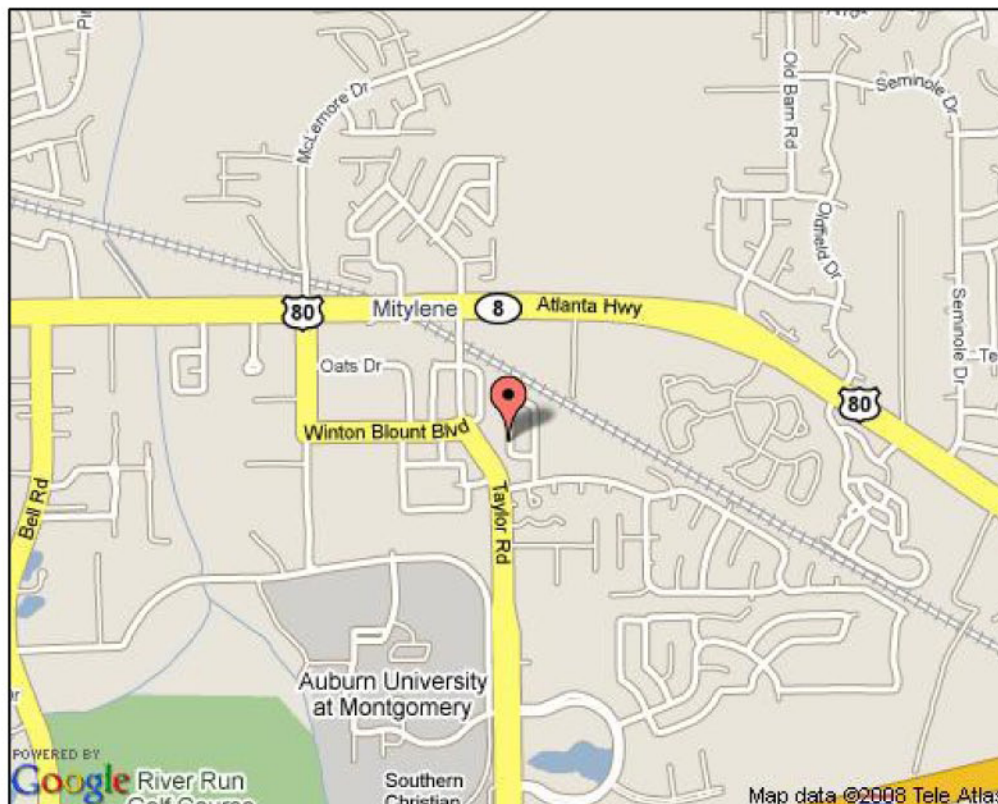 Old Barn Rd
Seminole Dr
McLemore Dr
Oldfield Dr
80
Mitylene
8
Atlanta Hwy
Seminole Dr
Oats Dr
80
Winton Blount Blvd
Bell Rd
Taylor Rd
Auburn University
at Montgomery
POWERED BY
Google
River Run
Golf Course
Southern
Christian
Map data ©2008 Tele Atlas